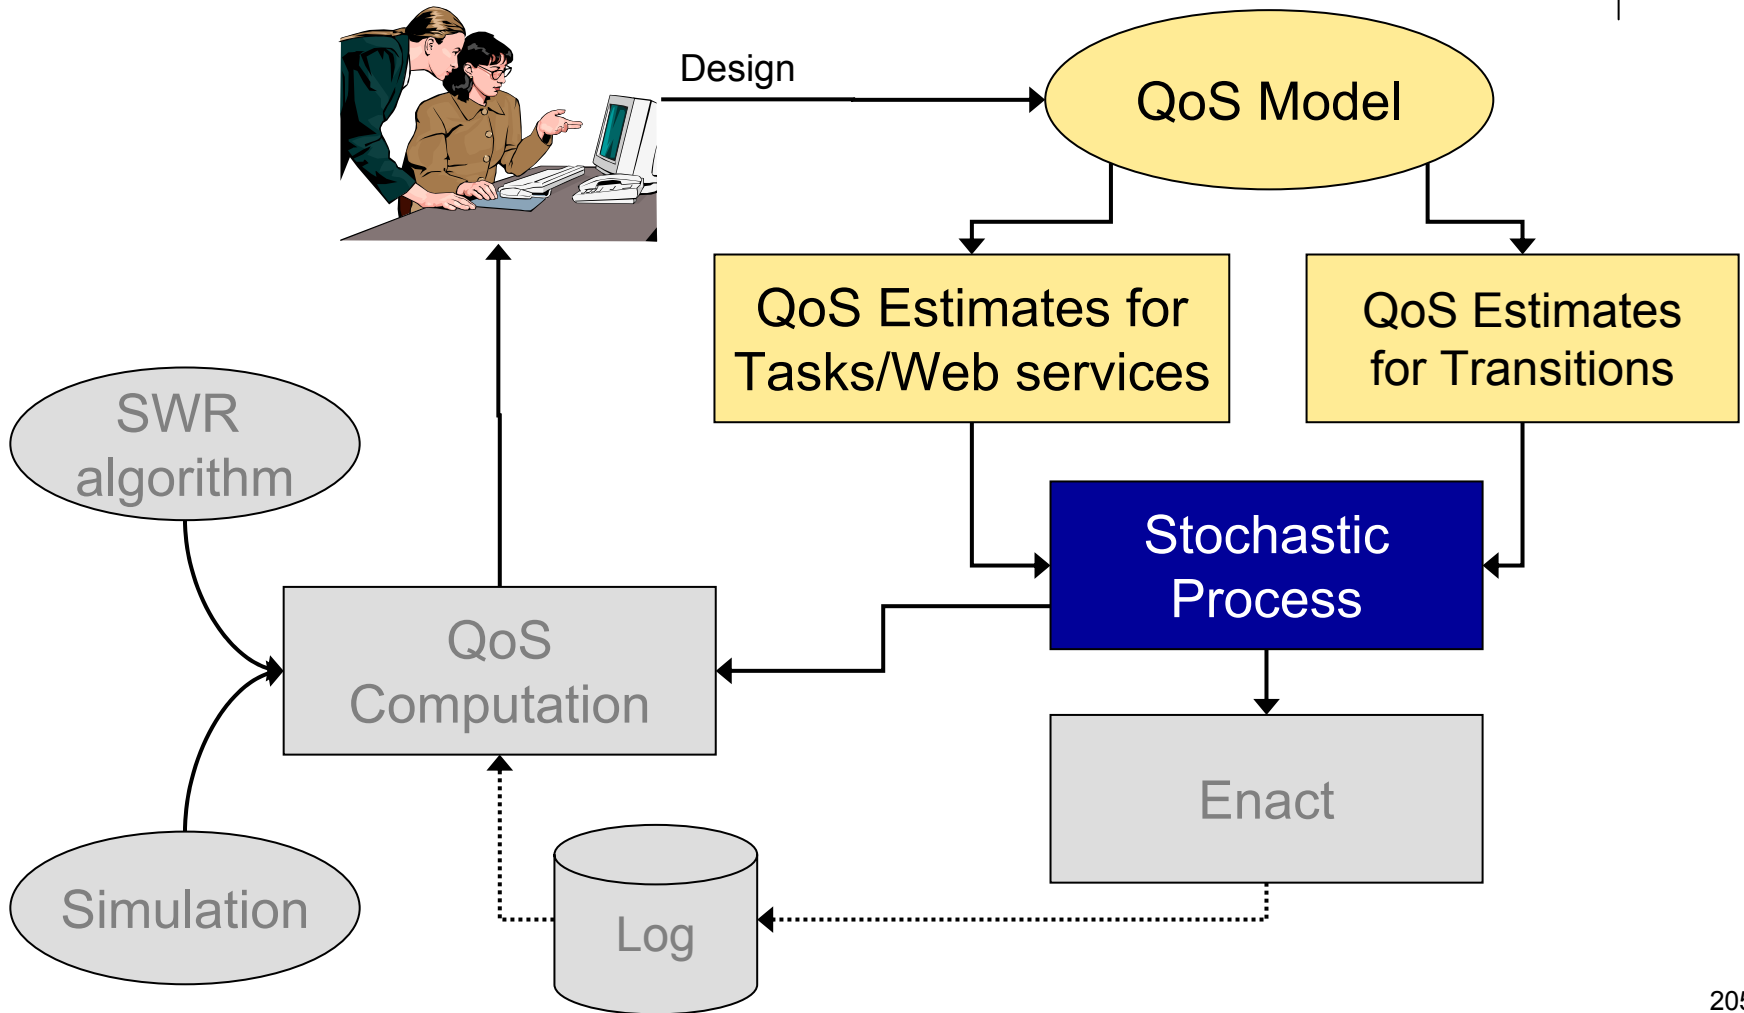 Design
QoS Model
QoS Estimates for
Tasks/Web services
QoS Estimates
for Transitions
SWR
algorithm
Stochastic
Process
QoS
Computation
Enact
Simulation
Log
205